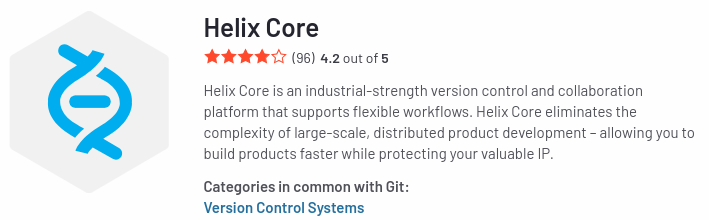 Helix Core
(96) 4.2 out of 5
Helix Core is an industrial-strength version control and collaboration
platform that supports flexible workflows. Helix Core eliminates the
complexity of large-scale, distributed product development – allowing you to
build products faster while protecting your valuable IP.
Categories in common with Git:
Version Control Systems